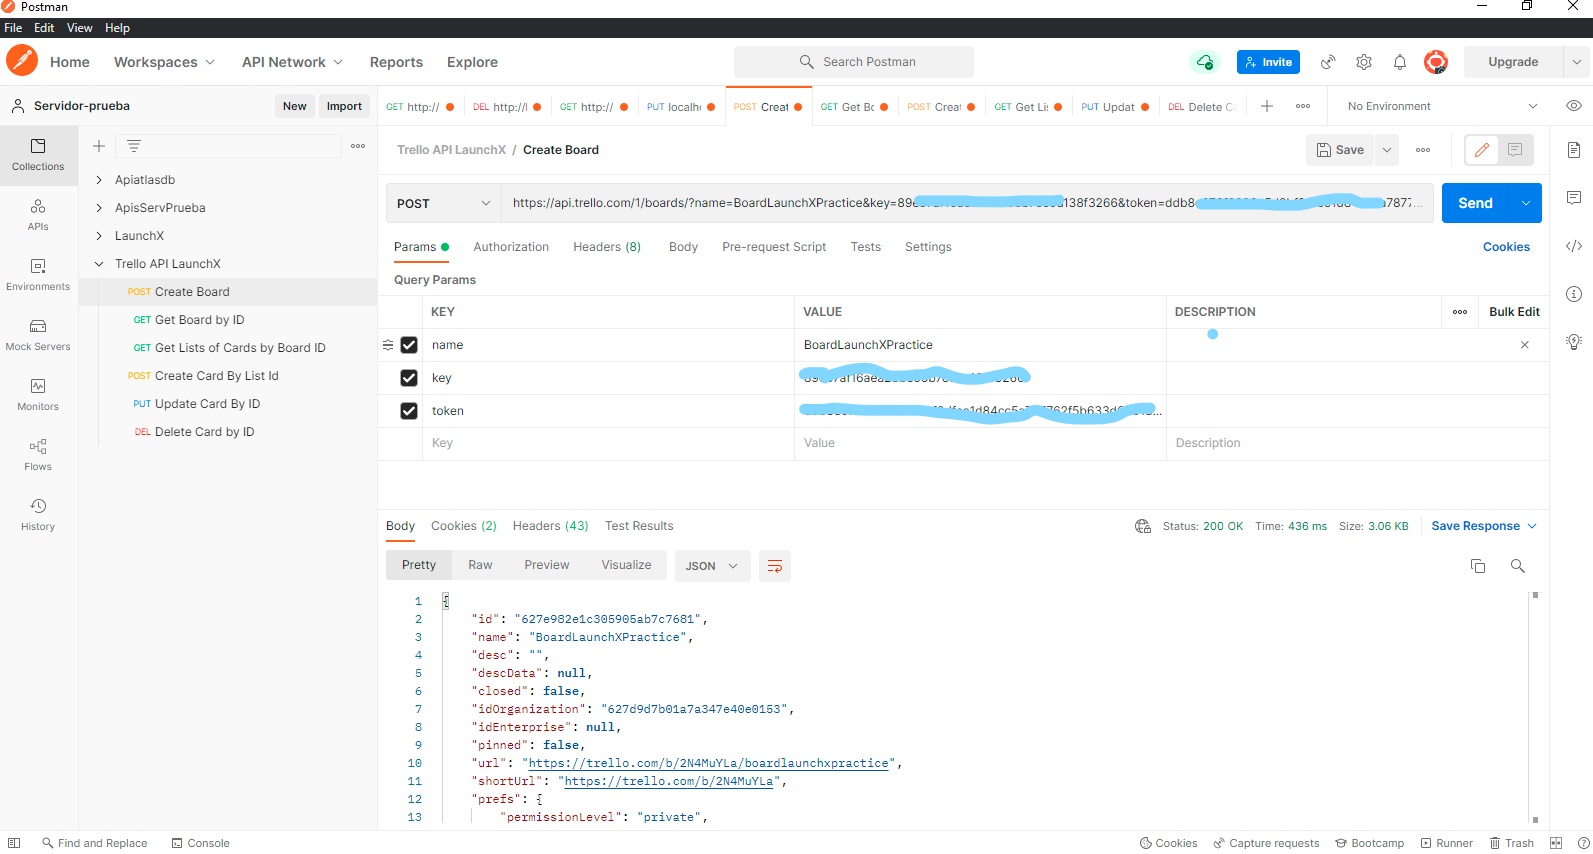 Postman
File Edit View Help
Home Workspaces API Network Reports Explore Search Postman Invite Upgrade
Servidor-prueba New Import
GET http:/ DEL http://l GET http:/ PUT localh POST Creat GET Get Bo POST Creat GET Get Li PUT Updat DEL Delete C No Environment
Collections
APIs
Environments
Mock Servers
Monitors
Flows
History
Apiatlasdb
ApisServPrueba
LaunchX
Trello API LaunchX
POST Create Board
GET Get Board by ID
GET Get Lists of Cards by Board ID
POST Create Card By List Id
PUT Update Card By ID
DEL Delete Card by ID
Trello API LaunchX / Create Board Save
POST https://api.trello.com/1/boards/?name=BoardLaunchXPractice&key=89 138f3266&token=ddb8 a787... Send
Params Authorization Headers (8) Body Pre-request Script Tests Settings Cookies
Query Params
KEY VALUE DESCRIPTION Bulk Edit
name BoardLaunchXPractice
key
token
Key Value Description
Body Cookies (2) Headers (43) Test Results Status: 200 OK Time: 436 ms Size: 3.06 KB Save Response
Pretty Raw Preview Visualize JSON
1 {
2 "id": "627e982e1c305905ab7c7681",
3 "name": "BoardLaunchXPractice",
4 "desc": "",
5 "descData": null,
6 "closed": false,
7 "idOrganization": "627d9d7b01a7a347e40e0153",
8 "idEnterprise": null,
9 "pinned": false,
10 "url": "https://trello.com/b/2N4MuYLa/boardlaunchxpractice",
11 "shortUrl": "https://trello.com/b/2N4MuYLa",
12 "prefs": {
13 "permissionLevel": "private",
Find and Replace Console Cookies Capture requests Bootcamp Runner Trash